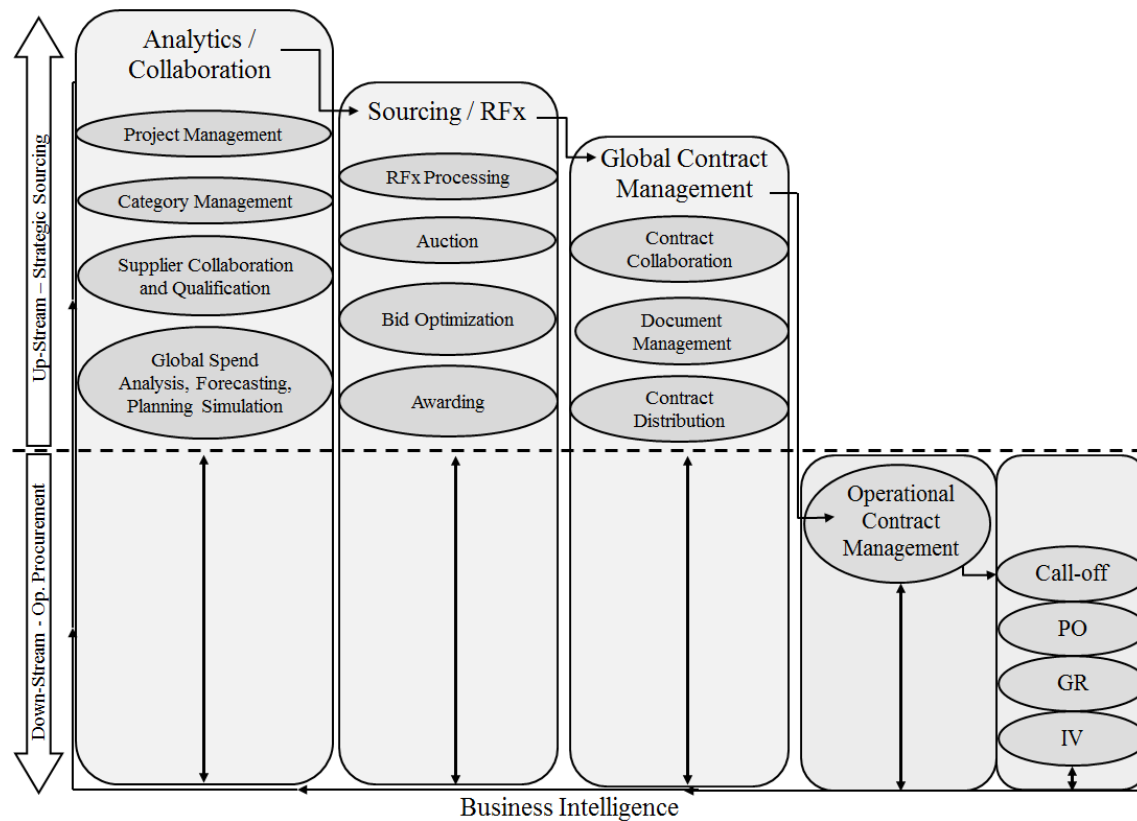 Up-Stream – Strategic Sourcing
Down-Stream - Op. Procurement
Analytics /
Collaboration
Project Management
Category Management
Supplier Collaboration
and Qualification
Global Spend
Analysis, Forecasting,
Planning Simulation
Sourcing / RFx
RFx Processing
Auction
Bid Optimization
Awarding
Global Contract
Management
Contract
Collaboration
Document
Management
Contract
Distribution
Operational
Contract
Management
Call-off
PO
GR
IV
Business Intelligence